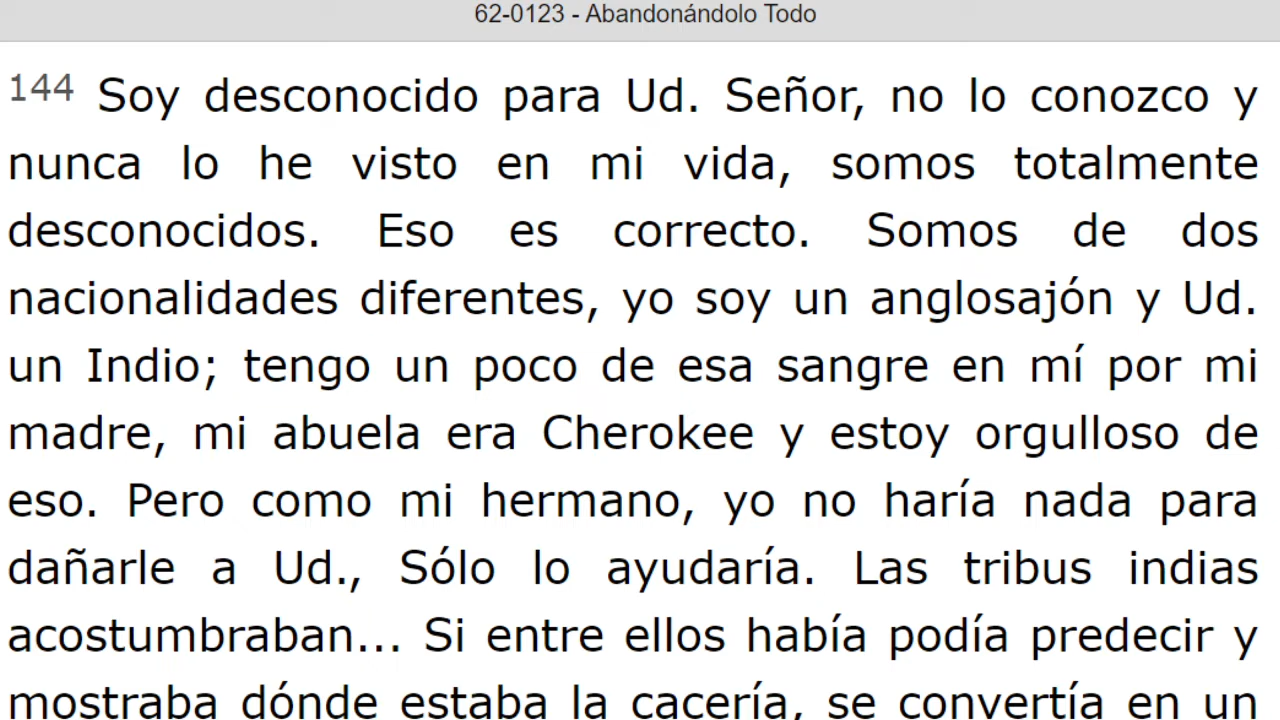 62-0123 - Abandonándolo Todo
144 Soy desconocido para Ud. Señor, no lo conozco y
nunca lo he visto en mi vida, somos totalmente
desconocidos. Eso es correcto. Somos de dos
nacionalidades diferentes, yo soy un anglosajón y Ud.
un Indio; tengo un poco de esa sangre en mí por mi
madre, mi abuela era Cherokee y estoy orgulloso de
eso. Pero como mi hermano, yo no haría nada para
dañarle a Ud., Sólo lo ayudaría. Las tribus indias
acostumbraban... Si entre ellos había podía predecir y
mostraba dónde estaba la cacería, se convertía en un